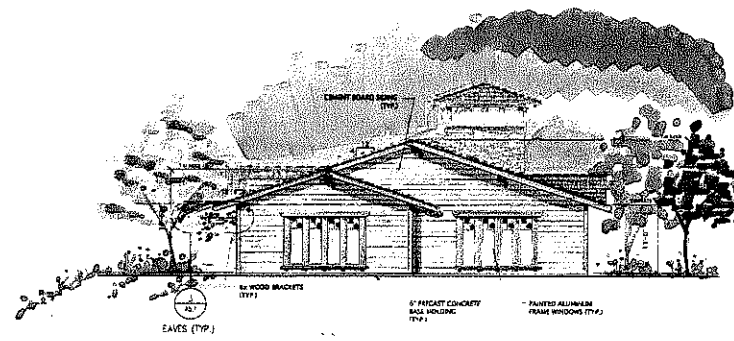 CEMENT BOARD SIDING
(TYP.)
6x WOOD BRACKETS
(TYP.)
6" PRECAST CONCRETE
BASE MOLDING
(TYP.)
PAINTED ALUMINUM
FRAME WINDOWS (TYP.)
EAVES (TYP.)